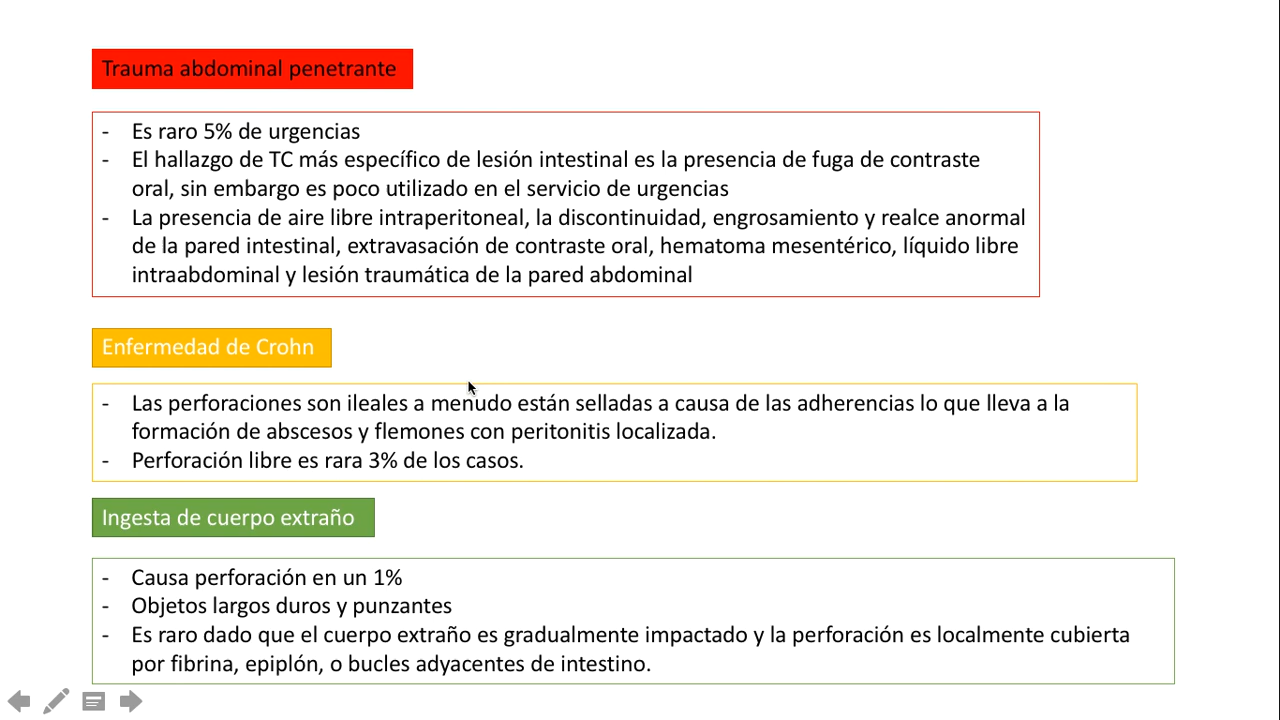 Trauma abdominal penetrante
- Es raro 5% de urgencias
- El hallazgo de TC más específico de lesión intestinal es la presencia de fuga de contraste
oral, sin embargo es poco utilizado en el servicio de urgencias
- La presencia de aire libre intraperitoneal, la discontinuidad, engrosamiento y realce anormal
de la pared intestinal, extravasación de contraste oral, hematoma mesentérico, líquido libre
intraabdominal y lesión traumática de la pared abdominal
Enfermedad de Crohn
- Las perforaciones son ileales a menudo están selladas a causa de las adherencias lo que lleva a la
formación de abscesos y flemones con peritonitis localizada.
- Perforación libre es rara 3% de los casos.
Ingesta de cuerpo extraño
- Causa perforación en un 1%
- Objetos largos duros y punzantes
- Es raro dado que el cuerpo extraño es gradualmente impactado y la perforación es localmente cubierta
por fibrina, epiplón, o bucles adyacentes de intestino.